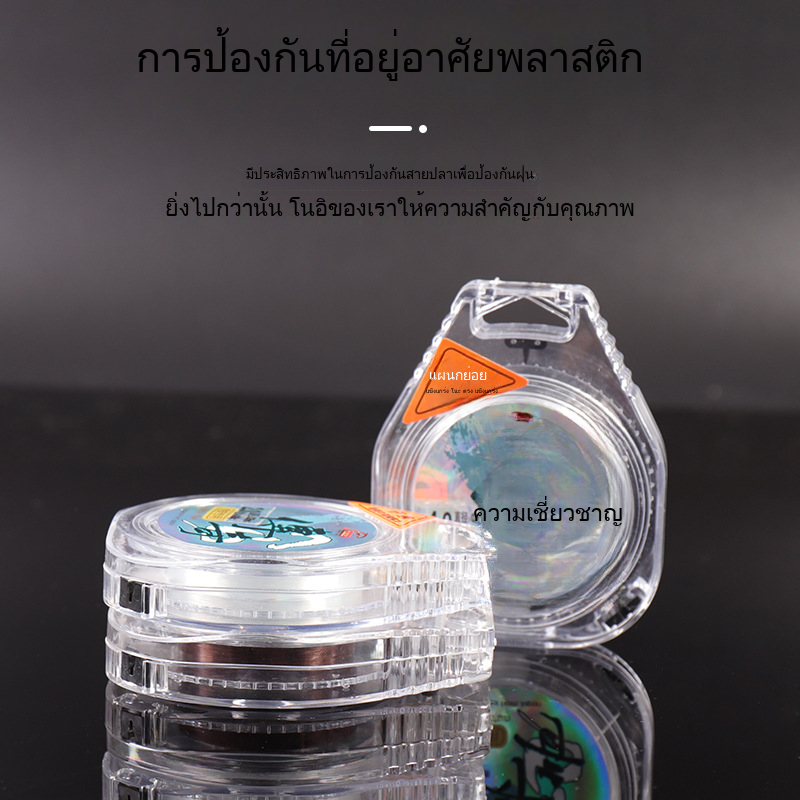 การป้องกันที่อยู่อาศัยพลาสติก
มีประสิทธิภาพในการป้องกันสายปลาเพื่อป้องกันฝุ่น
ยิ่งไปกว่านั้น โนอิของเราให้ความสำคัญกับคุณภาพ
แผนกย่อย
ความเชี่ยวชาญ